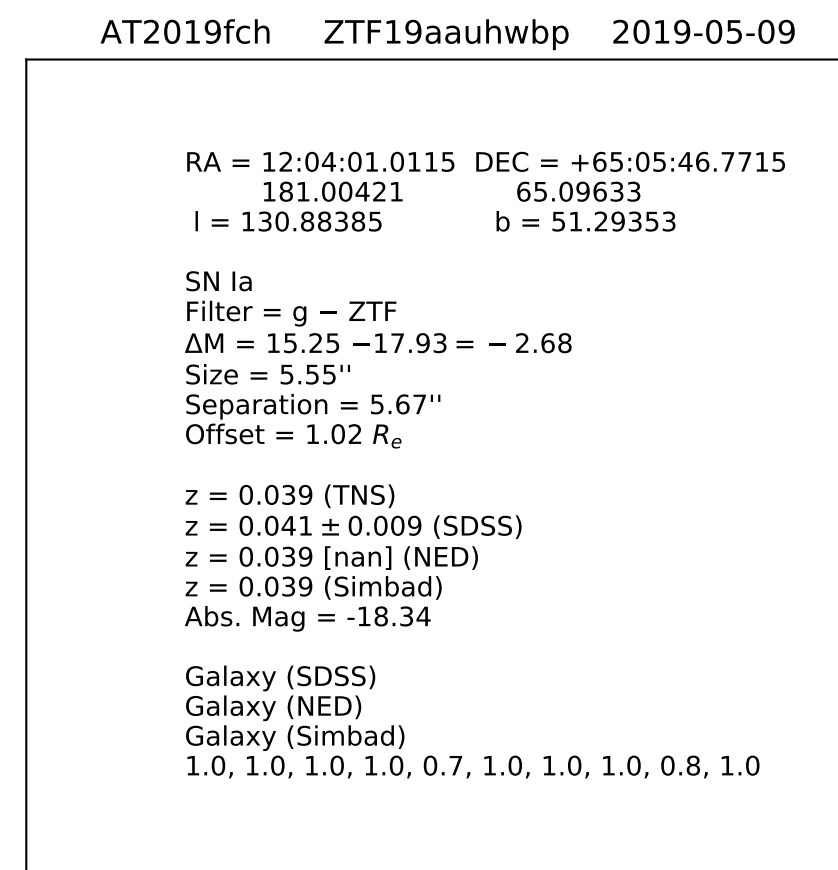 AT2019fch ZTF19aauhwbp 2019-05-09
RA = 12:04:01.0115 DEC = +65:05:46.7715
181.00421 65.09633
l = 130.88385 b = 51.29353
SN Ia
Filter = g − ZTF
ΔM = 15.25 −17.93 = − 2.68
Size = 5.55''
Separation = 5.67''
Offset = 1.02 Rₑ
z = 0.039 (TNS)
z = 0.041 ± 0.009 (SDSS)
z = 0.039 [nan] (NED)
z = 0.039 (Simbad)
Abs. Mag = -18.34
Galaxy (SDSS)
Galaxy (NED)
Galaxy (Simbad)
1.0, 1.0, 1.0, 1.0, 0.7, 1.0, 1.0, 1.0, 0.8, 1.0